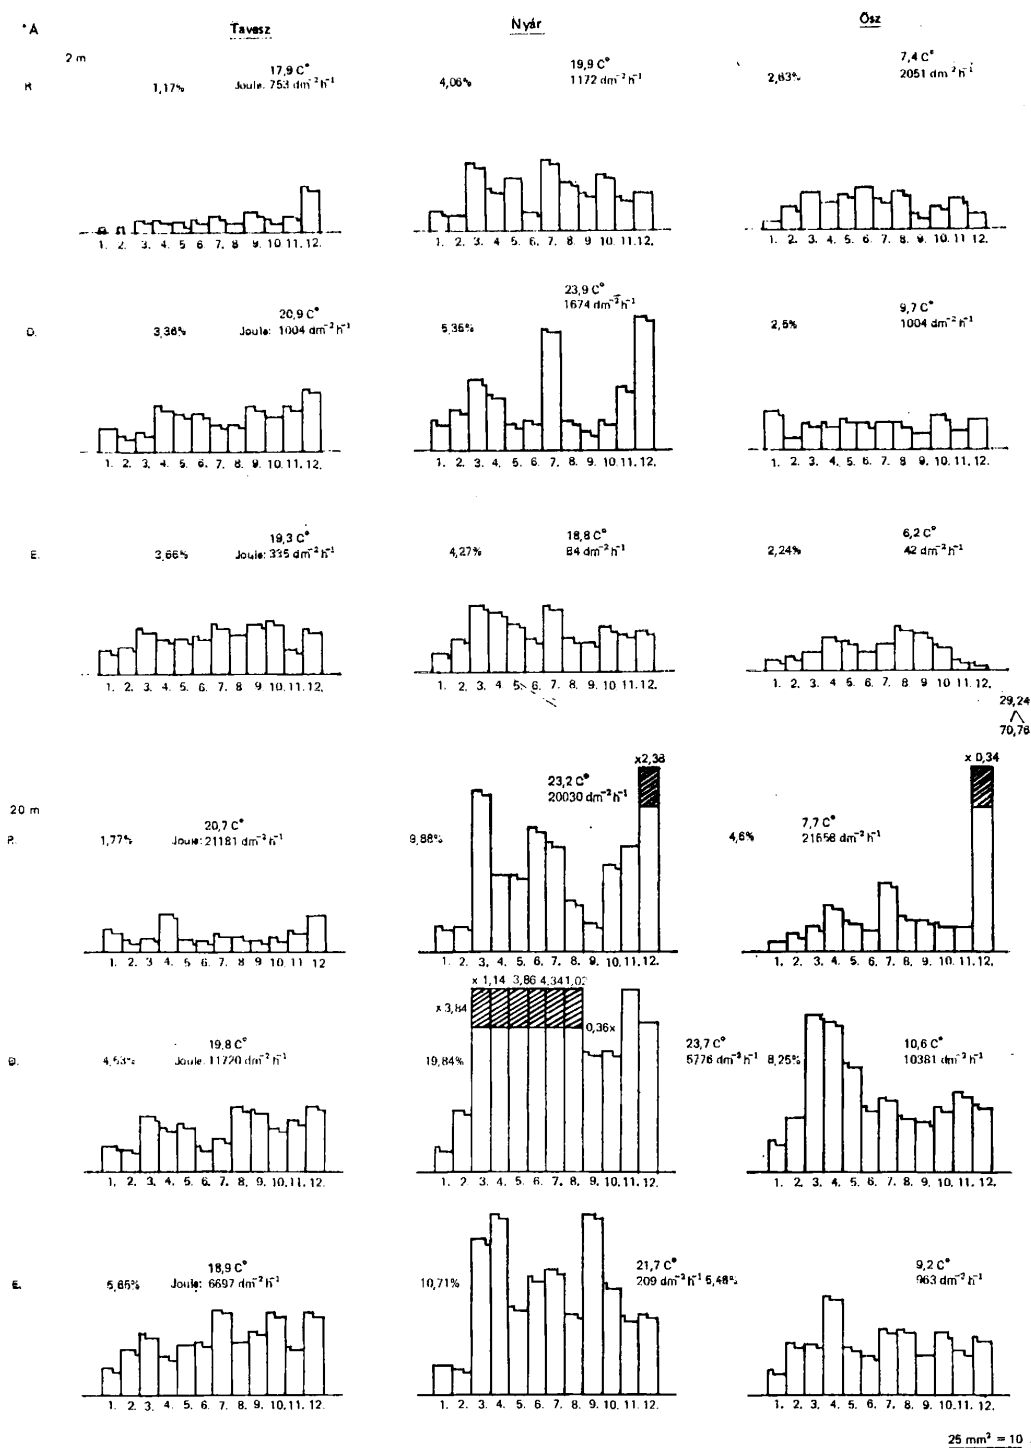 A
Tavasz Nyár Ősz
2 m
R. 1,17% 17,9 C° 4,06% 19,9 C° 2,63% 7,4 C°
Joule: 753 dm⁻² h⁻¹ 1172 dm⁻² h⁻¹ 2051 dm⁻² h⁻¹
1. 2. 3. 4. 5. 6. 7. 8. 9. 10. 11. 12. 1. 2. 3. 4. 5. 6. 7. 8. 9. 10. 11. 12. 1. 2. 3. 4. 5. 6. 7. 8. 9. 10. 11. 12.
D. 3,36% 20,9 C° 5,35% 23,9 C° 2,5% 9,7 C°
Joule: 1004 dm⁻² h⁻¹ 1674 dm⁻² h⁻¹ 1004 dm⁻² h⁻¹
1. 2. 3. 4. 5. 6. 7. 8. 9. 10. 11. 12. 1. 2. 3. 4. 5. 6. 7. 8. 9. 10. 11. 12. 1. 2. 3. 4. 5. 6. 7. 8. 9. 10. 11. 12.
E. 3,66% 19,3 C° 4,27% 18,8 C° 2,24% 6,2 C°
Joule: 335 dm⁻² h⁻¹ 84 dm⁻² h⁻¹ 42 dm⁻² h⁻¹
1. 2. 3. 4. 5. 6. 7. 8. 9. 10. 11. 12. 1. 2. 3. 4. 5. 6. 7. 8. 9. 10. 11. 12. 1. 2. 3. 4. 5. 6. 7. 8. 9. 10. 11. 12.
29,24
70,76
x2,38 x 0,34
20 m
R. 1,77% 20,7 C° 9,88% 23,2 C° 4,6% 7,7 C°
Joule: 21181 dm⁻² h⁻¹ 20030 dm⁻² h⁻¹ 21658 dm⁻² h⁻¹
1. 2. 3 4. 5. 6. 7. 8. 9. 10. 11 12 1. 2. 3. 4. 5. 6. 7. 8. 9. 10. 11. 12. 1. 2. 3. 4. 5. 6. 7. 8. 9. 10. 11. 12.
x 1,14 3,86 4,34 1,02
x 3,84
0,36x
D. 4,53% 19,8 C° 19,84% 23,7 C° 8,25% 10,6 C°
Joule: 11720 dm⁻² h⁻¹ 5776 dm⁻³ h⁻¹ 10381 dm⁻² h⁻¹
1. 2. 3. 4. 5. 6. 7. 8. 9. 10. 11. 12. 1. 2 3. 4. 5. 6. 7. 8. 9. 10. 11. 12. 1. 2. 3. 4. 5. 6. 7. 8. 9. 10. 11. 12.
E. 5,65% 18,9 C° 10,71% 21,7 C° 5,48% 9,2 C°
Joule: 6697 dm⁻² h⁻¹ 209 dm⁻² h⁻¹ 963 dm⁻² h⁻¹
1. 2. 3. 4. 5. 6. 7. 8. 9. 10. 11. 12. 1. 2. 3. 4. 5. 6. 7. 8. 9. 10. 11. 12. 1. 2. 3. 4. 5. 6. 7. 8. 9. 10. 11. 12.
25 mm² = 10